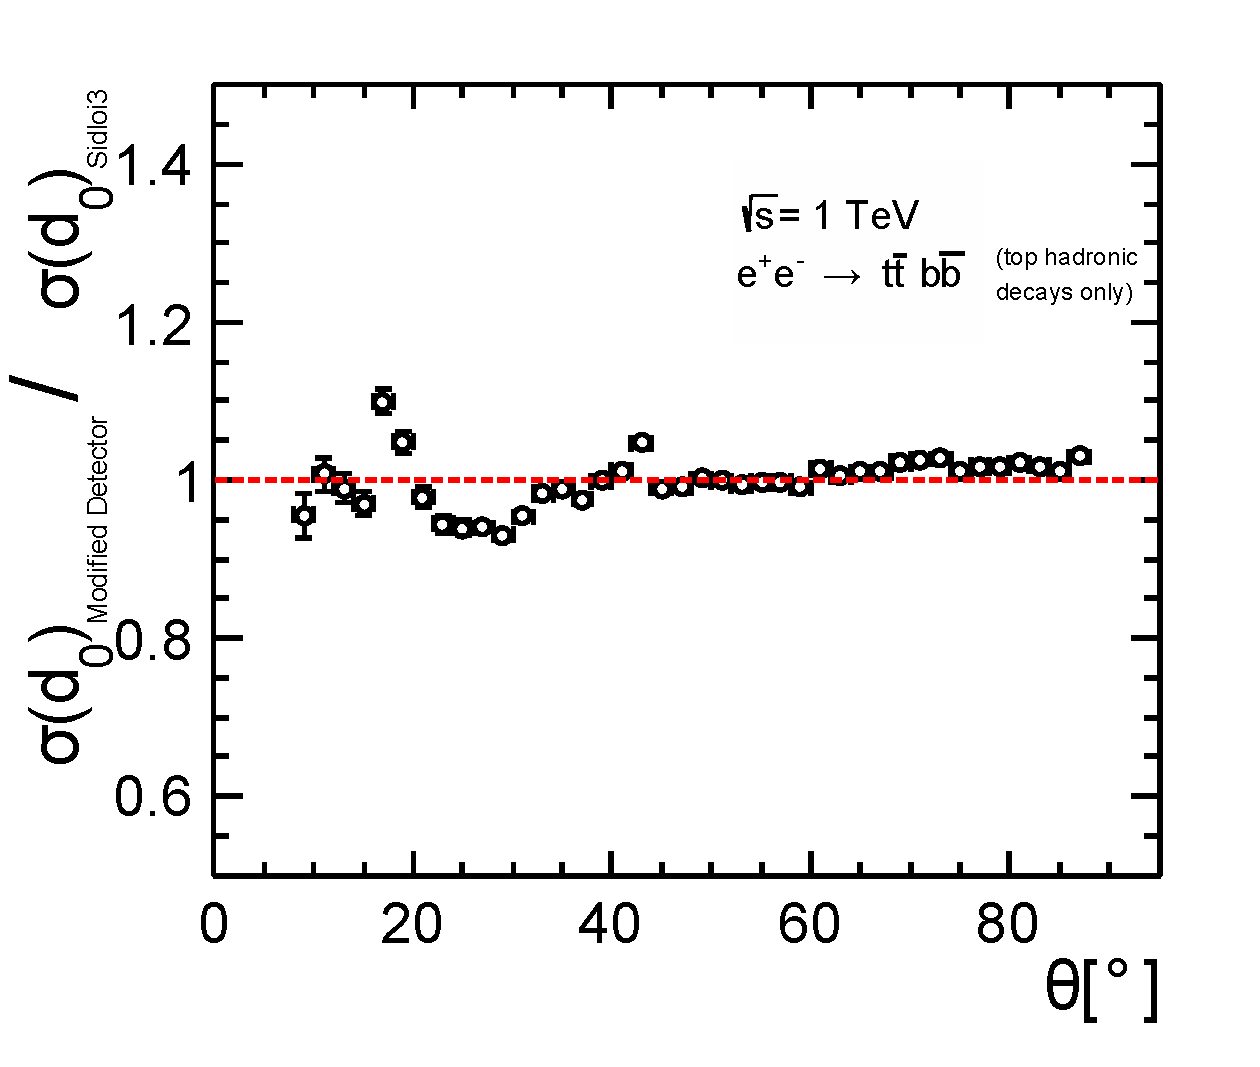 σ(d₀)Modified Detector / σ(d₀)Sidloi3
1.4
1.2
1
0.8
0.6
√s = 1 TeV
e⁺e⁻ → tt̅ bb̅
(top hadronic
decays only)
0 20 40 60 80
θ[°]